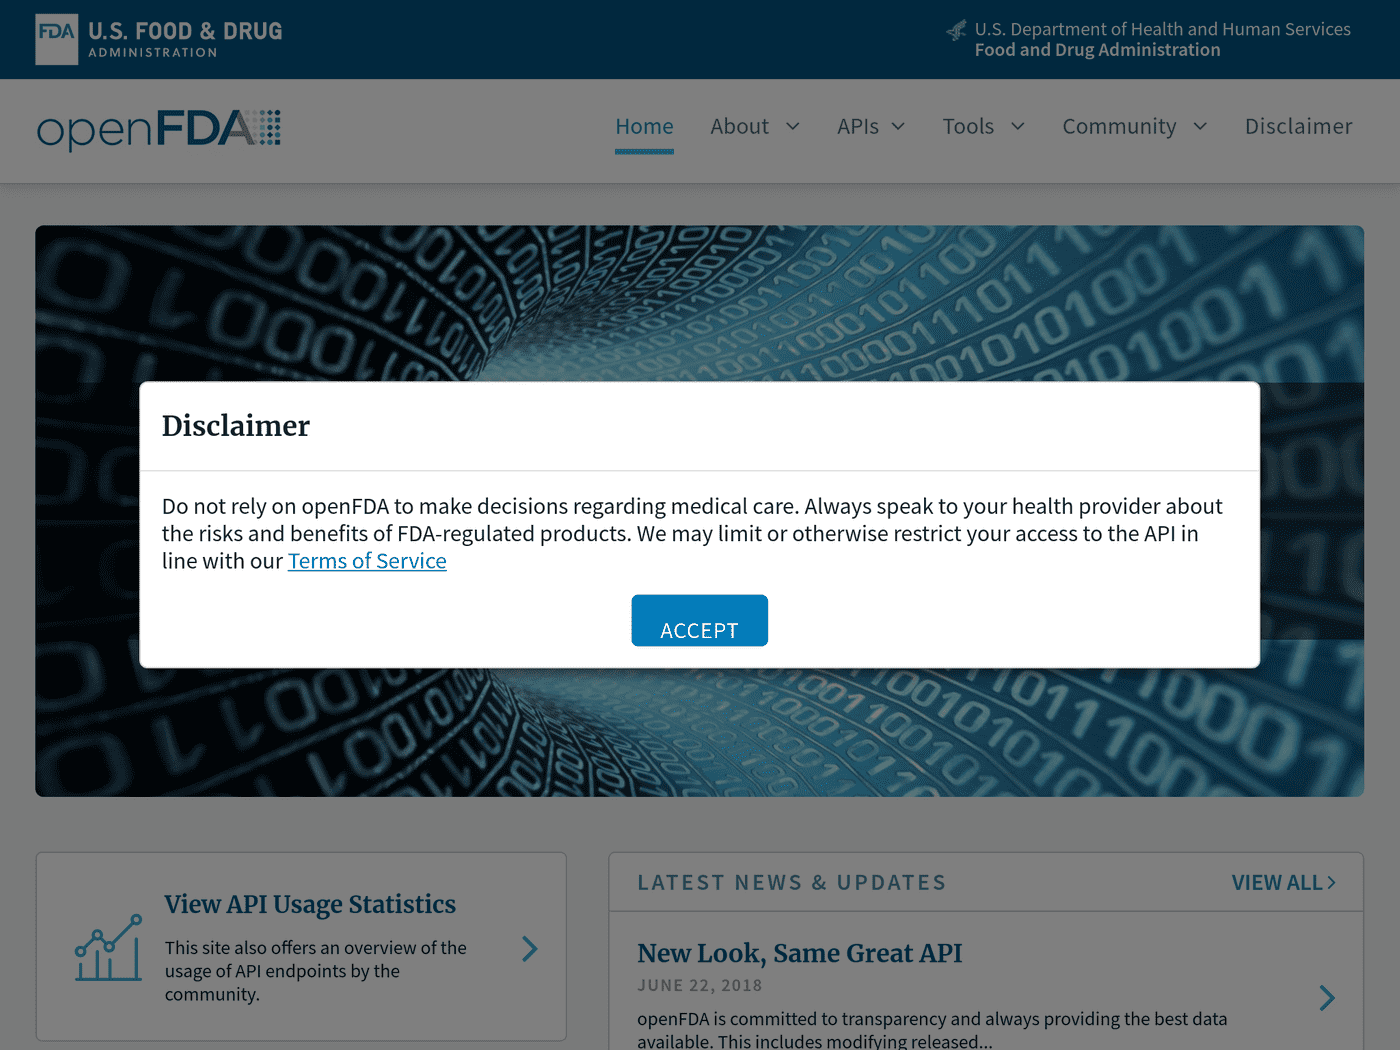 FDA
U.S. FOOD & DRUG
ADMINISTRATION
U.S. Department of Health and Human Services
Food and Drug Administration
openFDA
Home
About
APIs
Tools
Community
Disclaimer
Disclaimer
Do not rely on openFDA to make decisions regarding medical care. Always speak to your health provider about
the risks and benefits of FDA-regulated products. We may limit or otherwise restrict your access to the API in
line with our Terms of Service
ACCEPT
View API Usage Statistics
This site also offers an overview of the
usage of API endpoints by the
community.
LATEST NEWS & UPDATES
VIEW ALL
New Look, Same Great API
JUNE 22, 2018
openFDA is committed to transparency and always providing the best data
available. This includes modifying released...